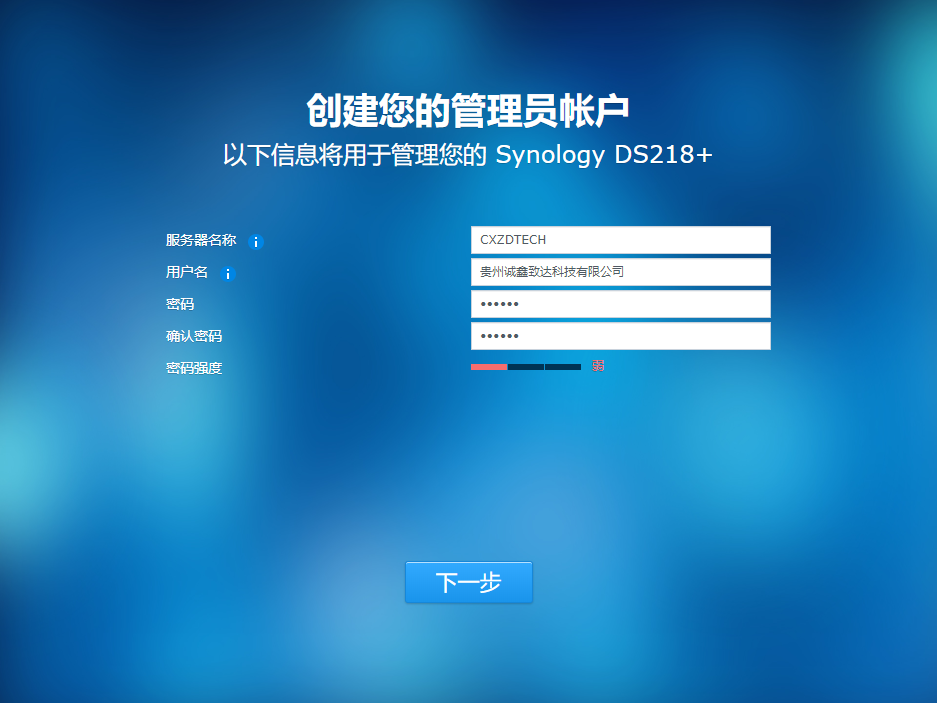 创建您的管理员帐户
以下信息将用于管理您的 Synology DS218+
服务器名称 CXZDTECH
用户名 贵州诚鑫致达科技有限公司
密码 ••••••
确认密码 ••••••
密码强度 弱
下一步